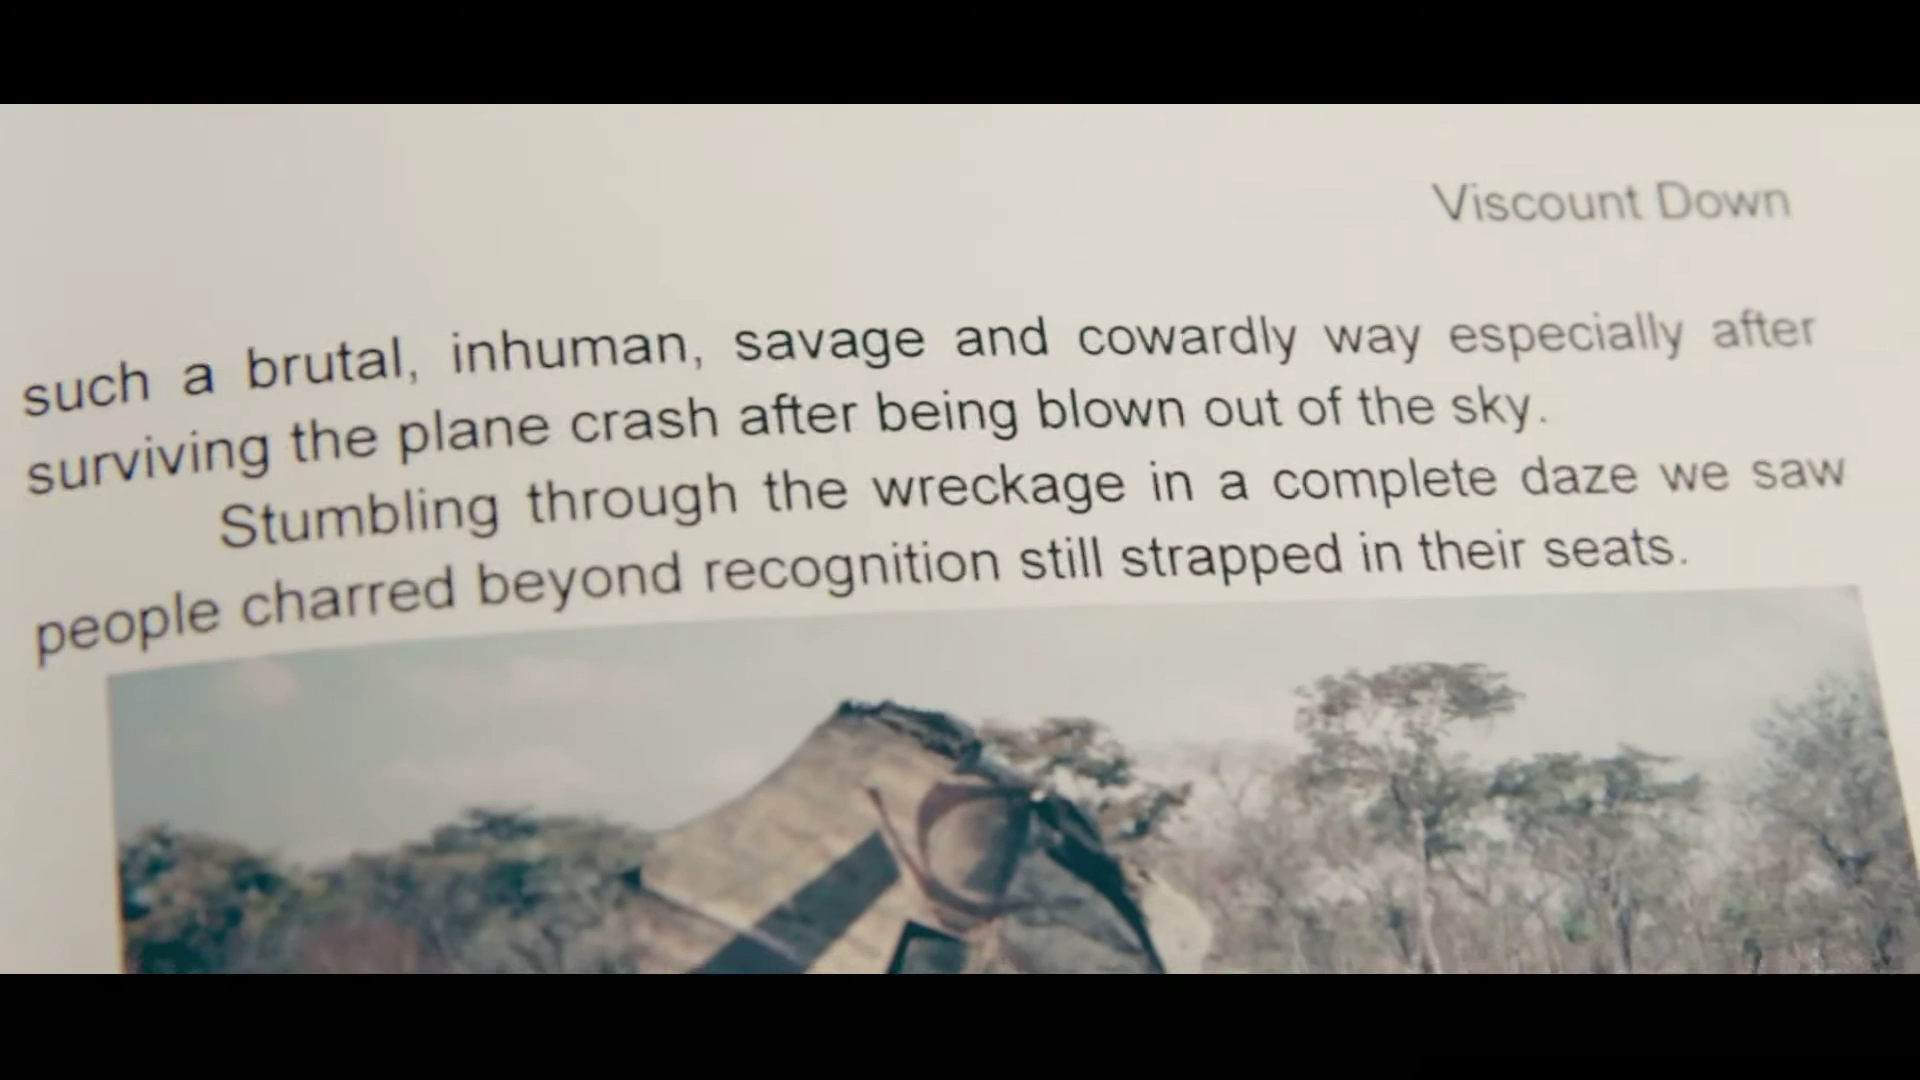 Viscount Down
such a brutal, inhuman, savage and cowardly way especially after
surviving the plane crash after being blown out of the sky.
Stumbling through the wreckage in a complete daze we saw
people charred beyond recognition still strapped in their seats.